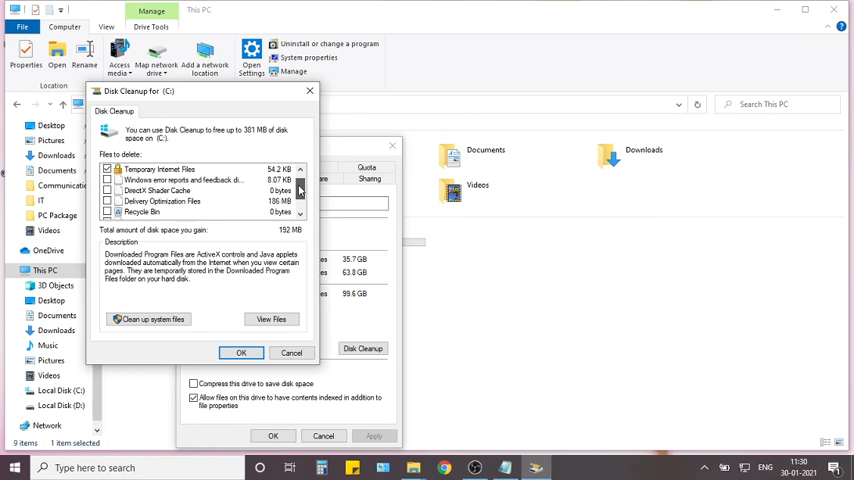 Manage
This PC
File
Computer
View
Drive Tools
Properties
Open
Rename
Access media
Map network drive
Add a network location
Open Settings
Uninstall or change a program
System properties
Manage
Location
Search This PC
Disk Cleanup for (C:)
Disk Cleanup
You can use Disk Cleanup to free up to 381 MB of disk
space on (C:).
Files to delete:
Temporary Internet Files 54.2 KB
Windows error reports and feedback di... 8.07 KB
DirectX Shader Cache 0 bytes
Delivery Optimization Files 186 MB
Recycle Bin 0 bytes
Total amount of disk space you gain: 192 MB
Description
Downloaded Program Files are ActiveX controls and Java applets
downloaded automatically from the Internet when you view certain
pages. They are temporarily stored in the Downloaded Program
Files folder on your hard disk.
Clean up system files
View Files
OK
Cancel
Quota
Sharing
35.7 GB
63.8 GB
99.6 GB
Disk Cleanup
Compress this drive to save disk space
Allow files on this drive to have contents indexed in addition to
file properties
OK
Cancel
Apply
Documents
Downloads
Videos
Desktop
Pictures
Downloads
Documents
Communicati
IT
PC Package
Videos
OneDrive
This PC
3D Objects
Desktop
Documents
Downloads
Music
Pictures
Videos
Local Disk (C:)
Local Disk (D:)
Network
9 items
1 item selected
Type here to search
ENG
11:30
30-01-2021